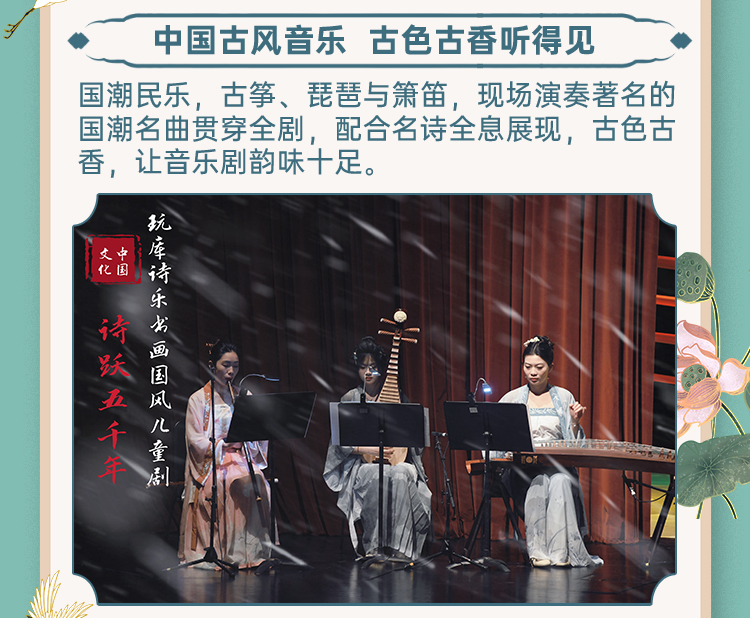 中国古风音乐 古色古香听得见
国潮民乐，古筝、琵琶与箫笛，现场演奏著名的
国潮名曲贯穿全剧，配合名诗全息展现，古色古
香，让音乐剧韵味十足。
玩库诗乐书画国风儿童剧
中国
文化
诗跃五千年